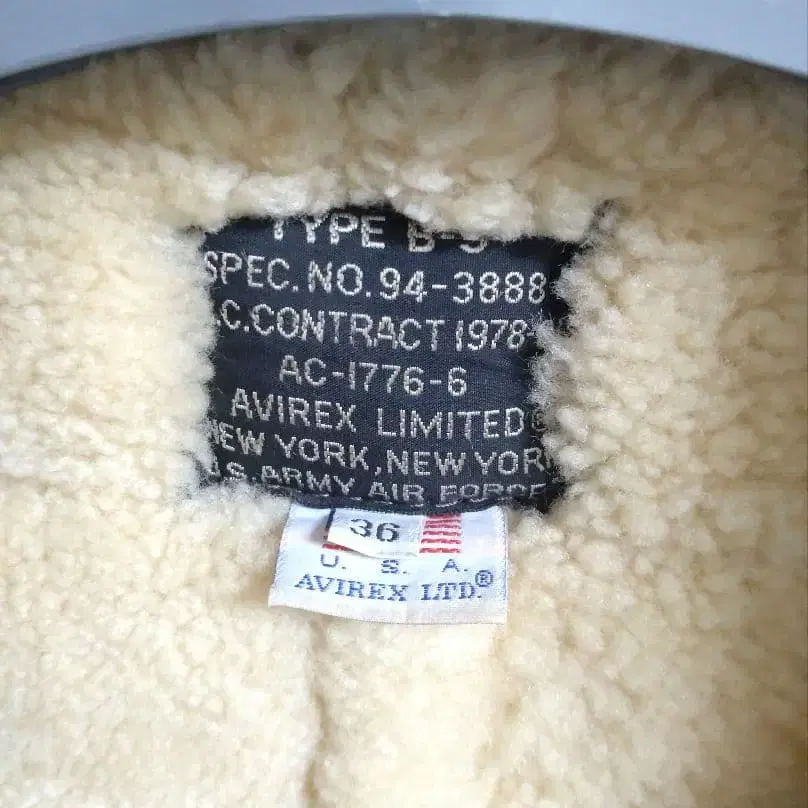 TYPE B-3
SPEC. NO. 94-3888
.C. CONTRACT 1978-
AC-1776-6
AVIREX LIMITED®
NEW YORK, NEW YOR
U.S. ARMY AIR FORCE
36
U. S. A.
AVIREX LTD.®